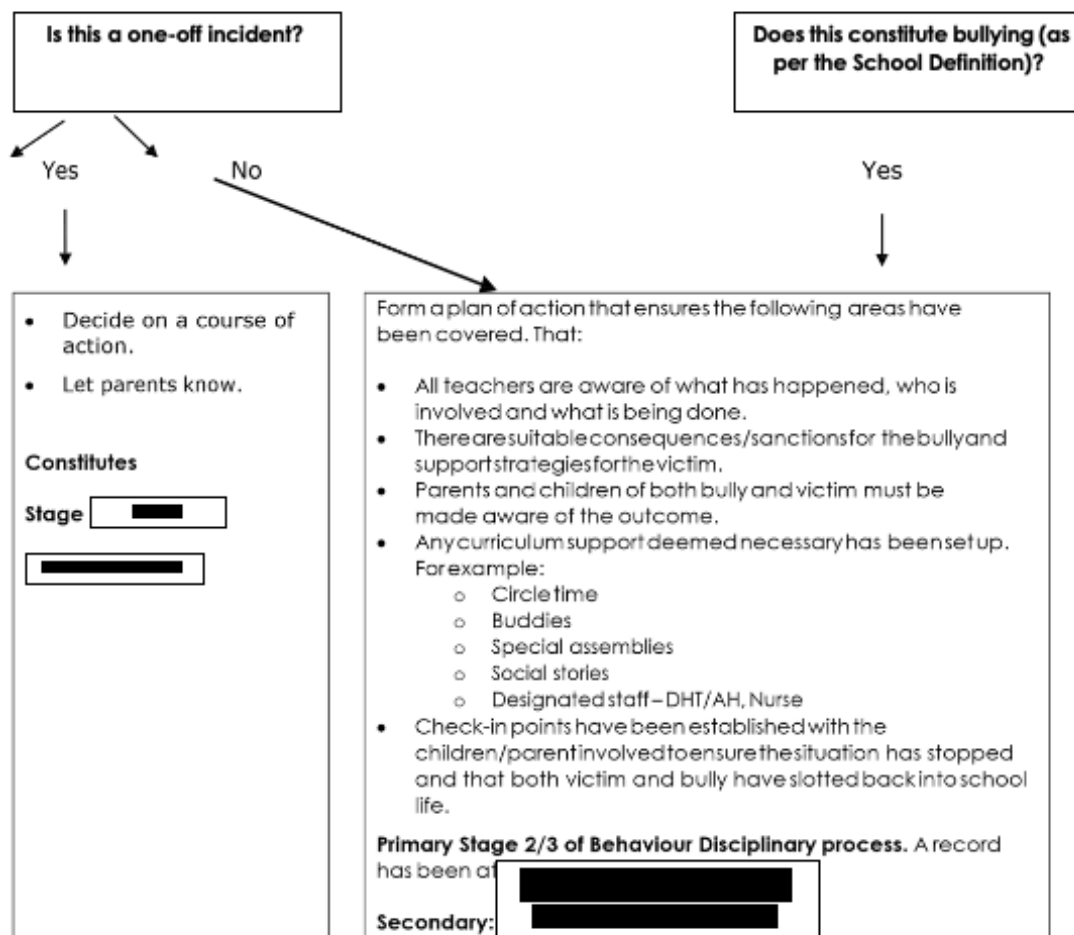 Is this a one-off incident?
Does this constitute bullying (as
per the School Definition)?
Yes
No
Yes
• Decide on a course of
action.
• Let parents know.
Constitutes
Stage
Form a plan of action that ensures the following areas have
been covered. That:
• All teachers are aware of what has happened, who is
involved and what is being done.
• There are suitable consequences/sanctions for the bully and
support strategies for the victim.
• Parents and children of both bully and victim must be
made aware of the outcome.
• Any curriculum support deemed necessary has been set up.
For example:
o Circle time
o Buddies
o Special assemblies
o Social stories
o Designated staff – DHT/AH, Nurse
• Check-in points have been established with the
children/parent involved to ensure the situation has stopped
and that both victim and bully have slotted back into school
life.
Primary Stage 2/3 of Behaviour Disciplinary process. A record
has been
Secondary: